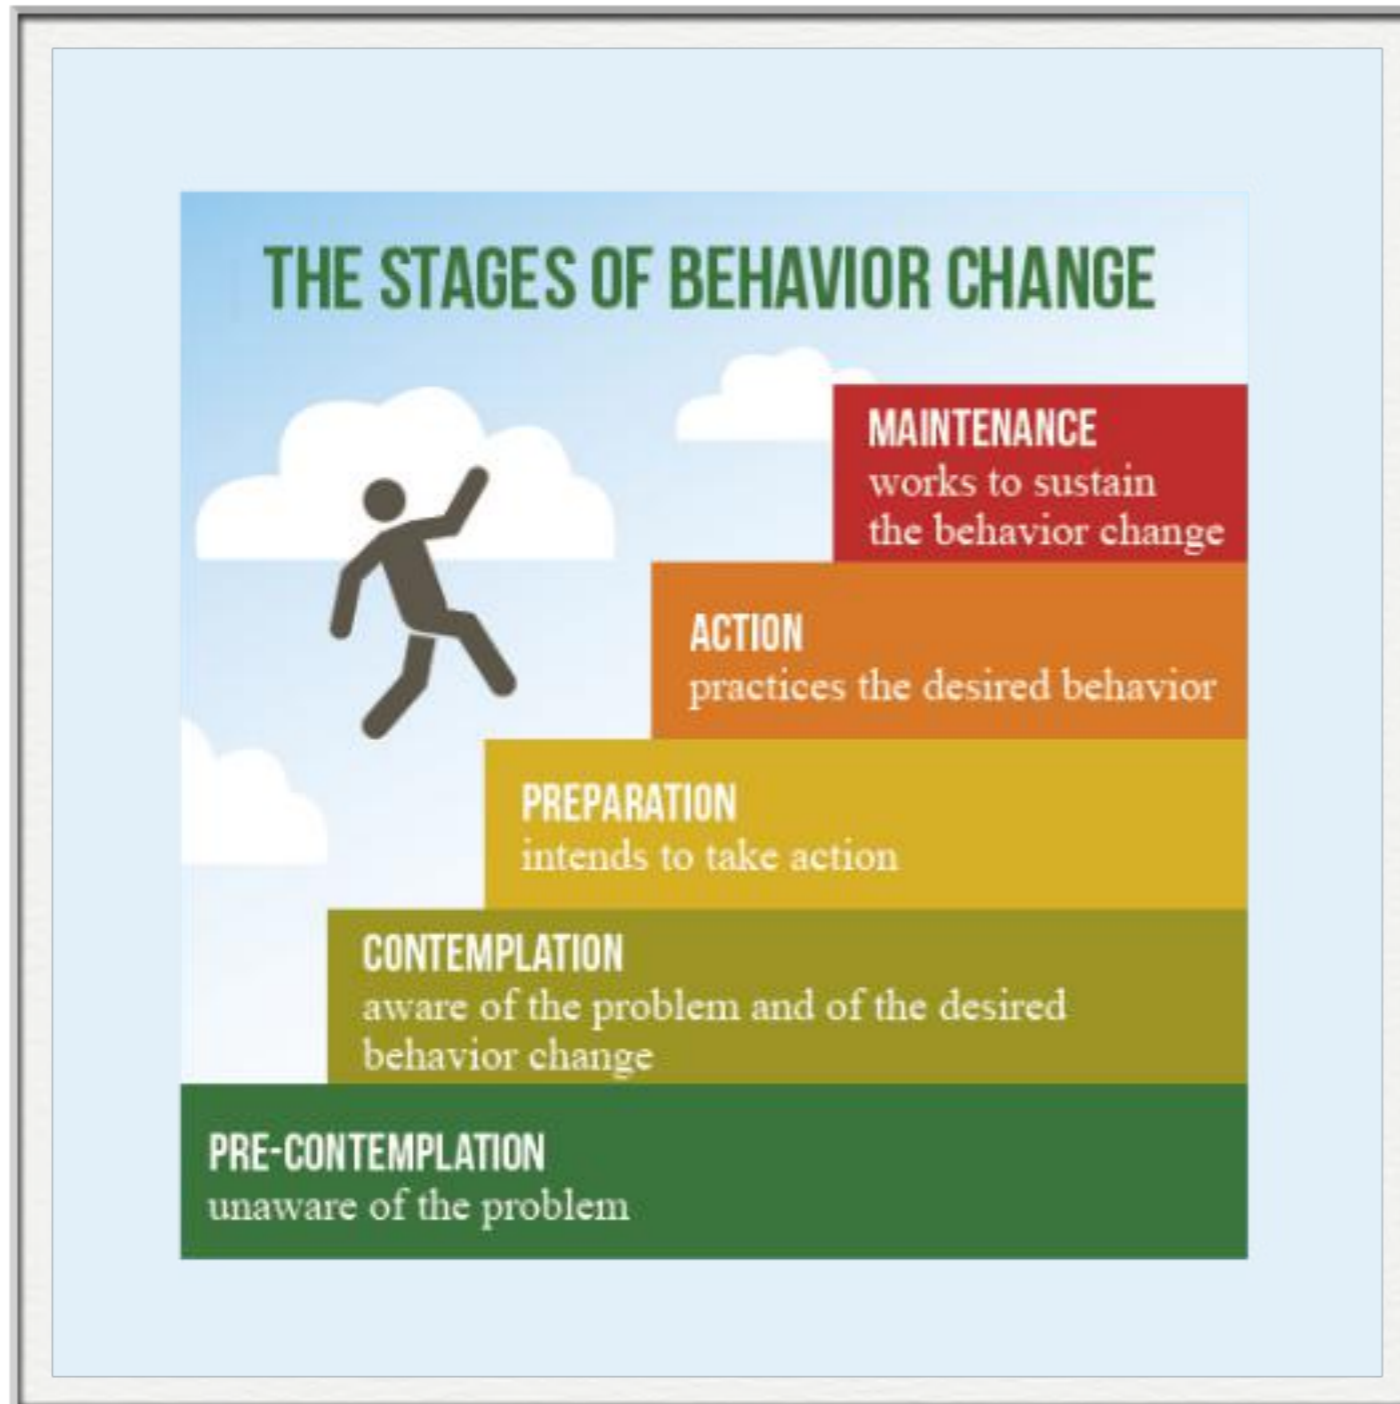 THE STAGES OF BEHAVIOR CHANGE
MAINTENANCE
works to sustain
the behavior change
ACTION
practices the desired behavior
PREPARATION
intends to take action
CONTEMPLATION
aware of the problem and of the desired
behavior change
PRE-CONTEMPLATION
unaware of the problem